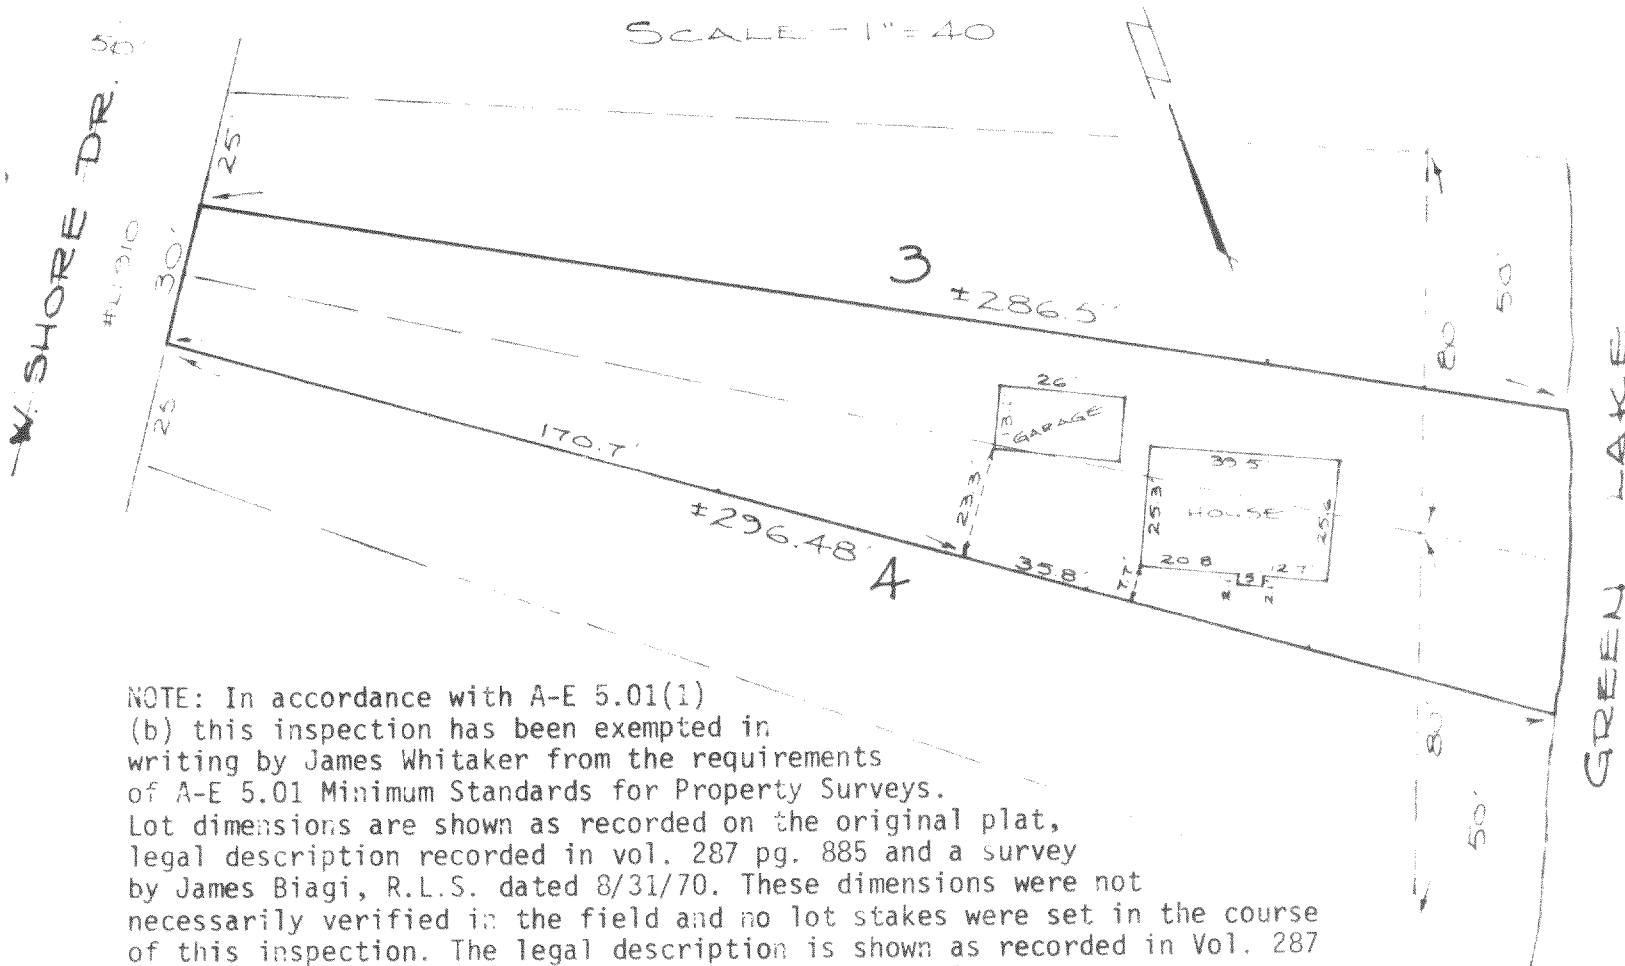 SCALE - 1" = 40
50'
W. SHORE DR.
25'
30'
25
3
±286.5'
50'
80
26
13
GARAGE
39.5
25.3'
HOUSE
25.6
23.3'
170.7'
±296.48'
4
35.8'
7.7'
20.8
5
12.7
2.1
80'
50'
GREEN LAKE
NOTE: In accordance with A-E 5.01(1)
(b) this inspection has been exempted in
writing by James Whitaker from the requirements
of A-E 5.01 Minimum Standards for Property Surveys.
Lot dimensions are shown as recorded on the original plat,
legal description recorded in vol. 287 pg. 885 and a survey
by James Biagi, R.L.S. dated 8/31/70. These dimensions were not
necessarily verified in the field and no lot stakes were set in the course
of this inspection. The legal description is shown as recorded in Vol. 287